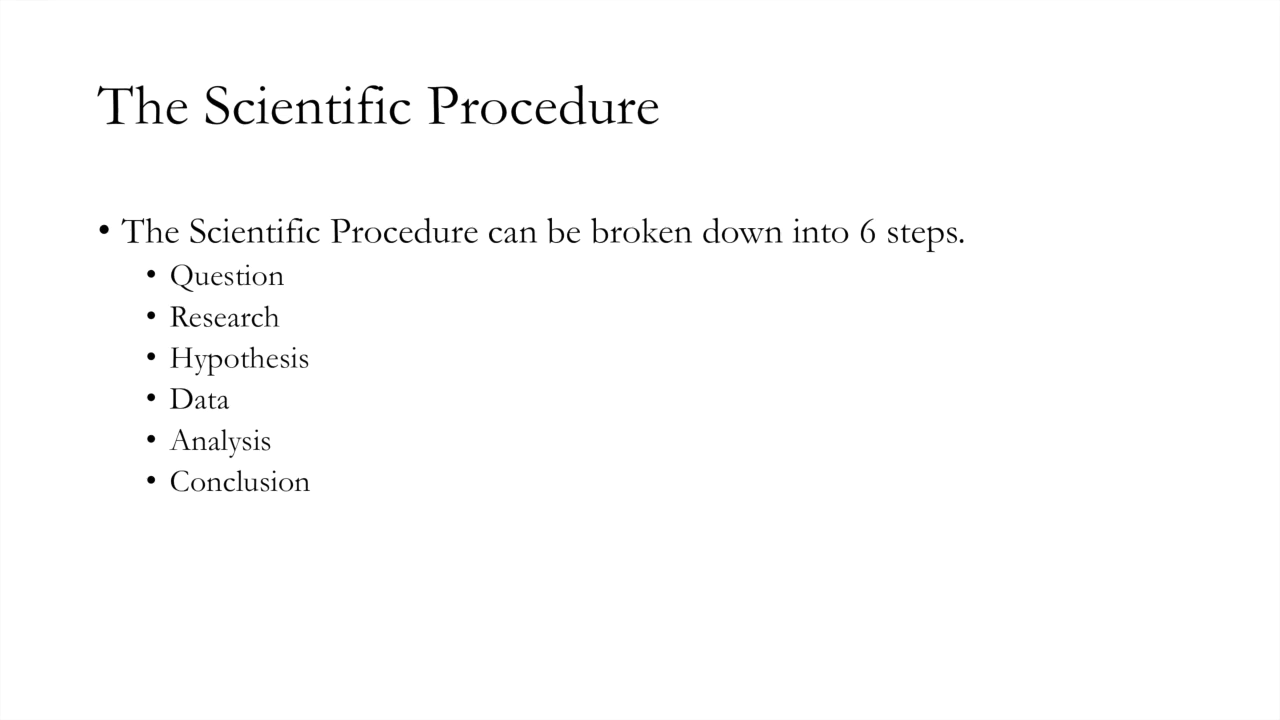 The Scientific Procedure
• The Scientific Procedure can be broken down into 6 steps.
• Question
• Research
• Hypothesis
• Data
• Analysis
• Conclusion